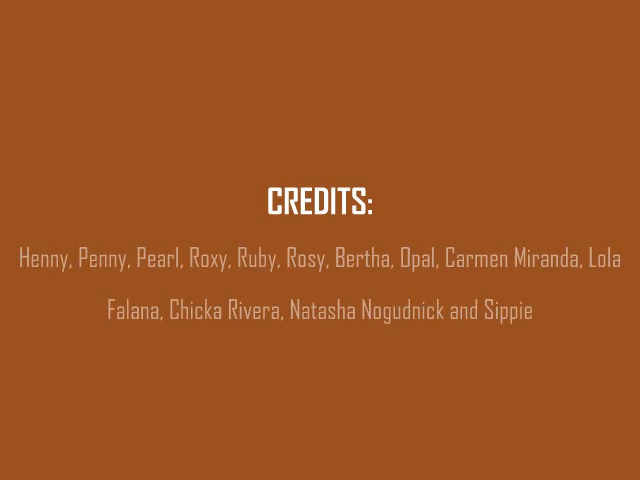 CREDITS:
Henny, Penny, Pearl, Roxy, Ruby, Rosy, Bertha, Opal, Carmen Miranda, Lola
Falana, Chicka Rivera, Natasha Nogudnick and Sippie